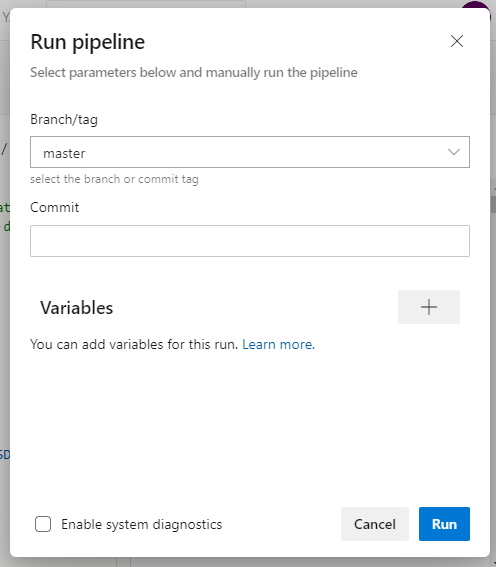 Run pipeline
Select parameters below and manually run the pipeline
Branch/tag
master
select the branch or commit tag
Commit
Variables
You can add variables for this run. Learn more.
Enable system diagnostics
Cancel
Run